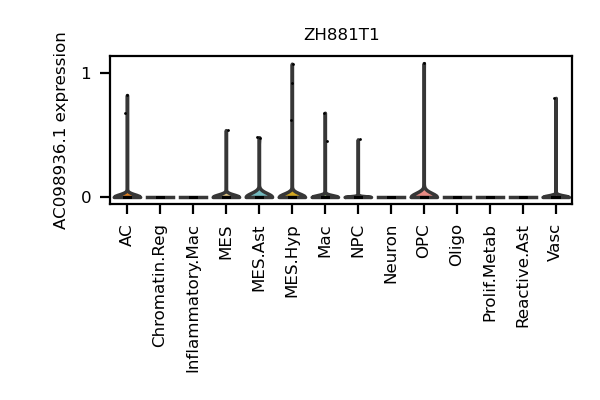 ZH881T1
AC098936.1 expression
1
0
AC
Chromatin.Reg
Inflammatory.Mac
MES
MES.Ast
MES.Hyp
Mac
NPC
Neuron
OPC
Oligo
Prolif.Metab
Reactive.Ast
Vasc